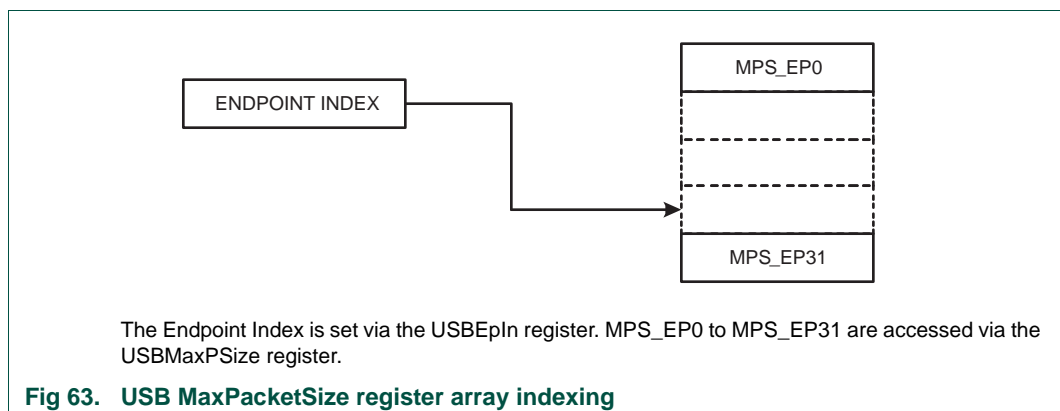 MPS_EP0
ENDPOINT INDEX
MPS_EP31
The Endpoint Index is set via the USBEpIn register. MPS_EP0 to MPS_EP31 are accessed via the
USBMaxPSize register.
Fig 63. USB MaxPacketSize register array indexing